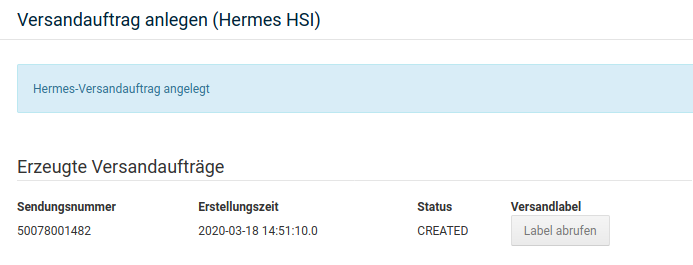 Versandauftrag anlegen (Hermes HSI)
Hermes-Versandauftrag angelegt
Erzeugte Versandaufträge
Sendungsnummer Erstellungszeit Status Versandlabel
50078001482 2020-03-18 14:51:10.0 CREATED Label abrufen